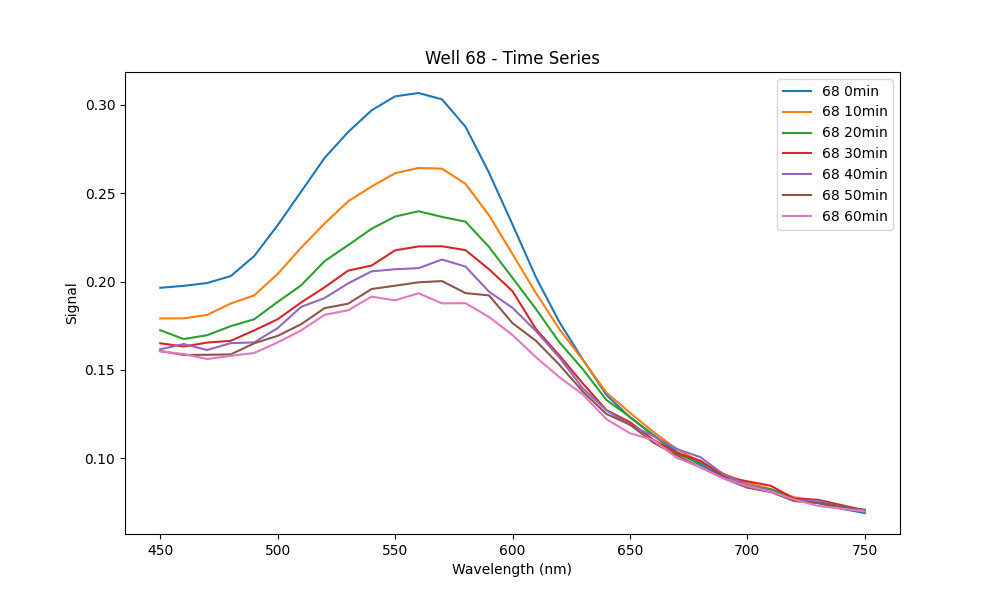 Well 68 - Time Series
68 0min
68 10min
68 20min
68 30min
68 40min
68 50min
68 60min
Signal
0.30
0.25
0.20
0.15
0.10
450 500 550 600 650 700 750
Wavelength (nm)